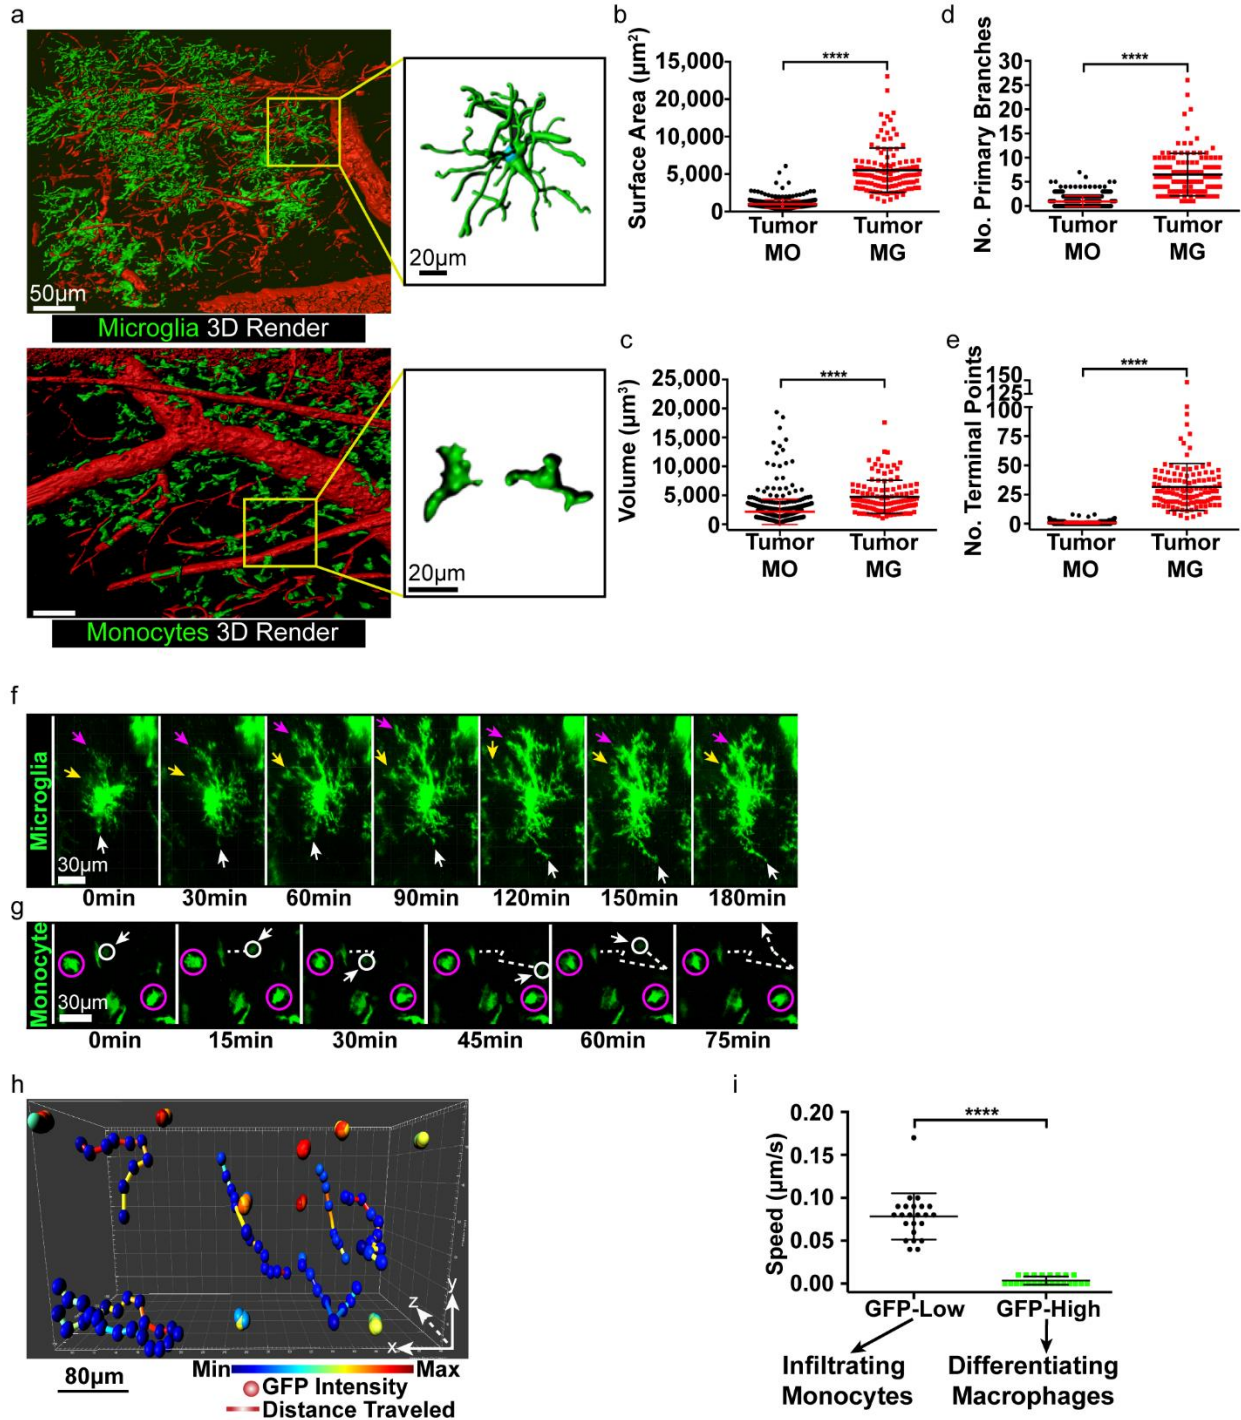 a
50µm
20µm
Microglia 3D Render
20µm
Monocytes 3D Render
b
Surface Area (µm²)
15,000
15,000
10,000
5,000
0
****
Tumor
MO
Tumor
MG
d
No. Primary Branches
30
25
20
15
10
5
0
****
Tumor
MO
Tumor
MG
c
Volume (µm³)
25,000
20,000
15,000
10,000
5,000
0
****
Tumor
MO
Tumor
MG
e
No. Terminal Points
150
125
100
75
50
25
0
****
Tumor
MO
Tumor
MG
f
Microglia
30µm
0min
30min
60min
90min
120min
150min
180min
g
Monocyte
30µm
0min
15min
30min
45min
60min
75min
h
z
y
x
80µm
Min
Max
GFP Intensity
Distance Traveled
i
Speed (µm/s)
0.20
0.15
0.10
0.05
0.00
****
GFP-Low
GFP-High
Infiltrating
Monocytes
Differentiating
Macrophages